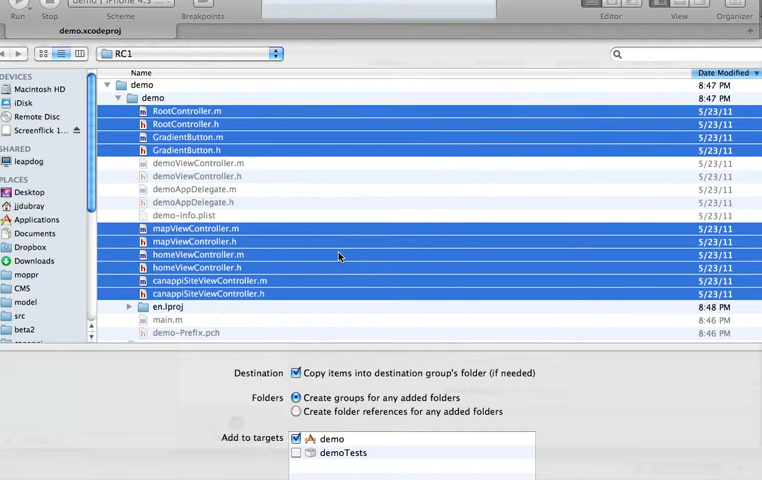 demo | iPhone 4.3
Run Stop Scheme Breakpoints Editor View Organizer
demo.xcodeproj
RC1
Name Date Modified
DEVICES
Macintosh HD
iDisk
Remote Disc
Screenflick 1...
SHARED
leapdog
PLACES
Desktop
jjdubray
Applications
Documents
Dropbox
Downloads
moppr
CMS
model
src
beta2
demo 8:47 PM
demo 8:47 PM
RootController.m 5/23/11
RootController.h 5/23/11
GradientButton.m 5/23/11
GradientButton.h 5/23/11
demoViewController.m 5/23/11
demoViewController.h 5/23/11
demoAppDelegate.m 5/23/11
demoAppDelegate.h 5/23/11
demo-info.plist 5/23/11
mapViewController.m 5/23/11
mapViewController.h 5/23/11
homeViewController.m 5/23/11
homeViewController.h 5/23/11
canappiSiteViewController.m 5/23/11
canappiSiteViewController.h 5/23/11
en.lproj 8:48 PM
main.m 8:46 PM
demo-Prefix.pch 8:46 PM
Destination Copy items into destination group's folder (if needed)
Folders Create groups for any added folders
Create folder references for any added folders
Add to targets demo
demoTests